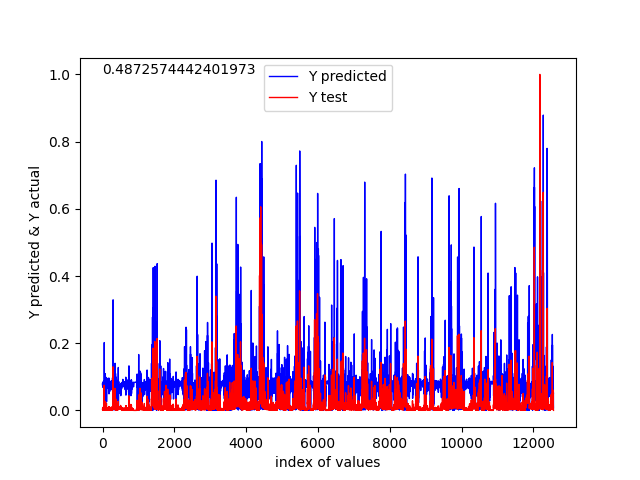 0.4872574442401973
Y predicted
Y test
1.0
0.8
0.6
0.4
0.2
0.0
Y predicted & Y actual
0 2000 4000 6000 8000 10000 12000
index of values